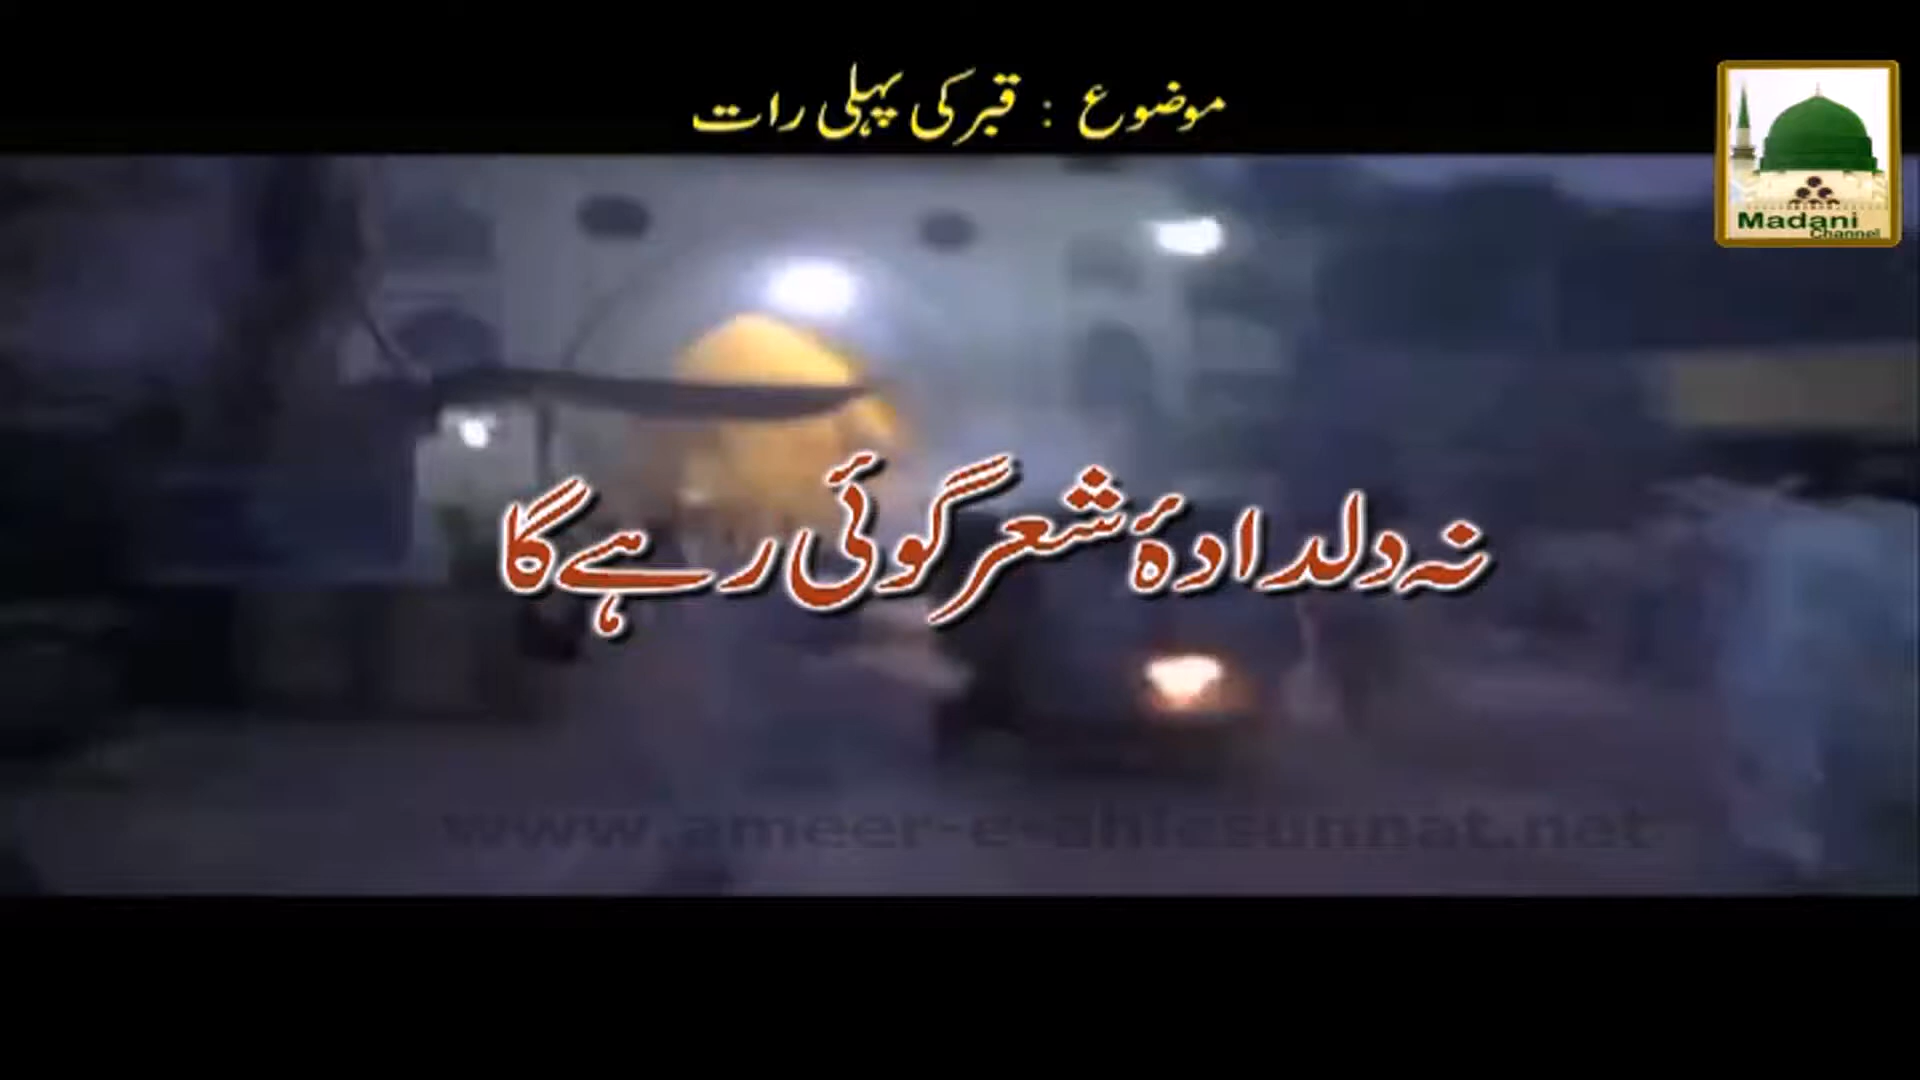 موضوع : قبر کی پہلی رات
Madani
Channel
نہ دلدادۂ شعر گوئی رہے گا
www.ameer-e-ahlesunnat.net